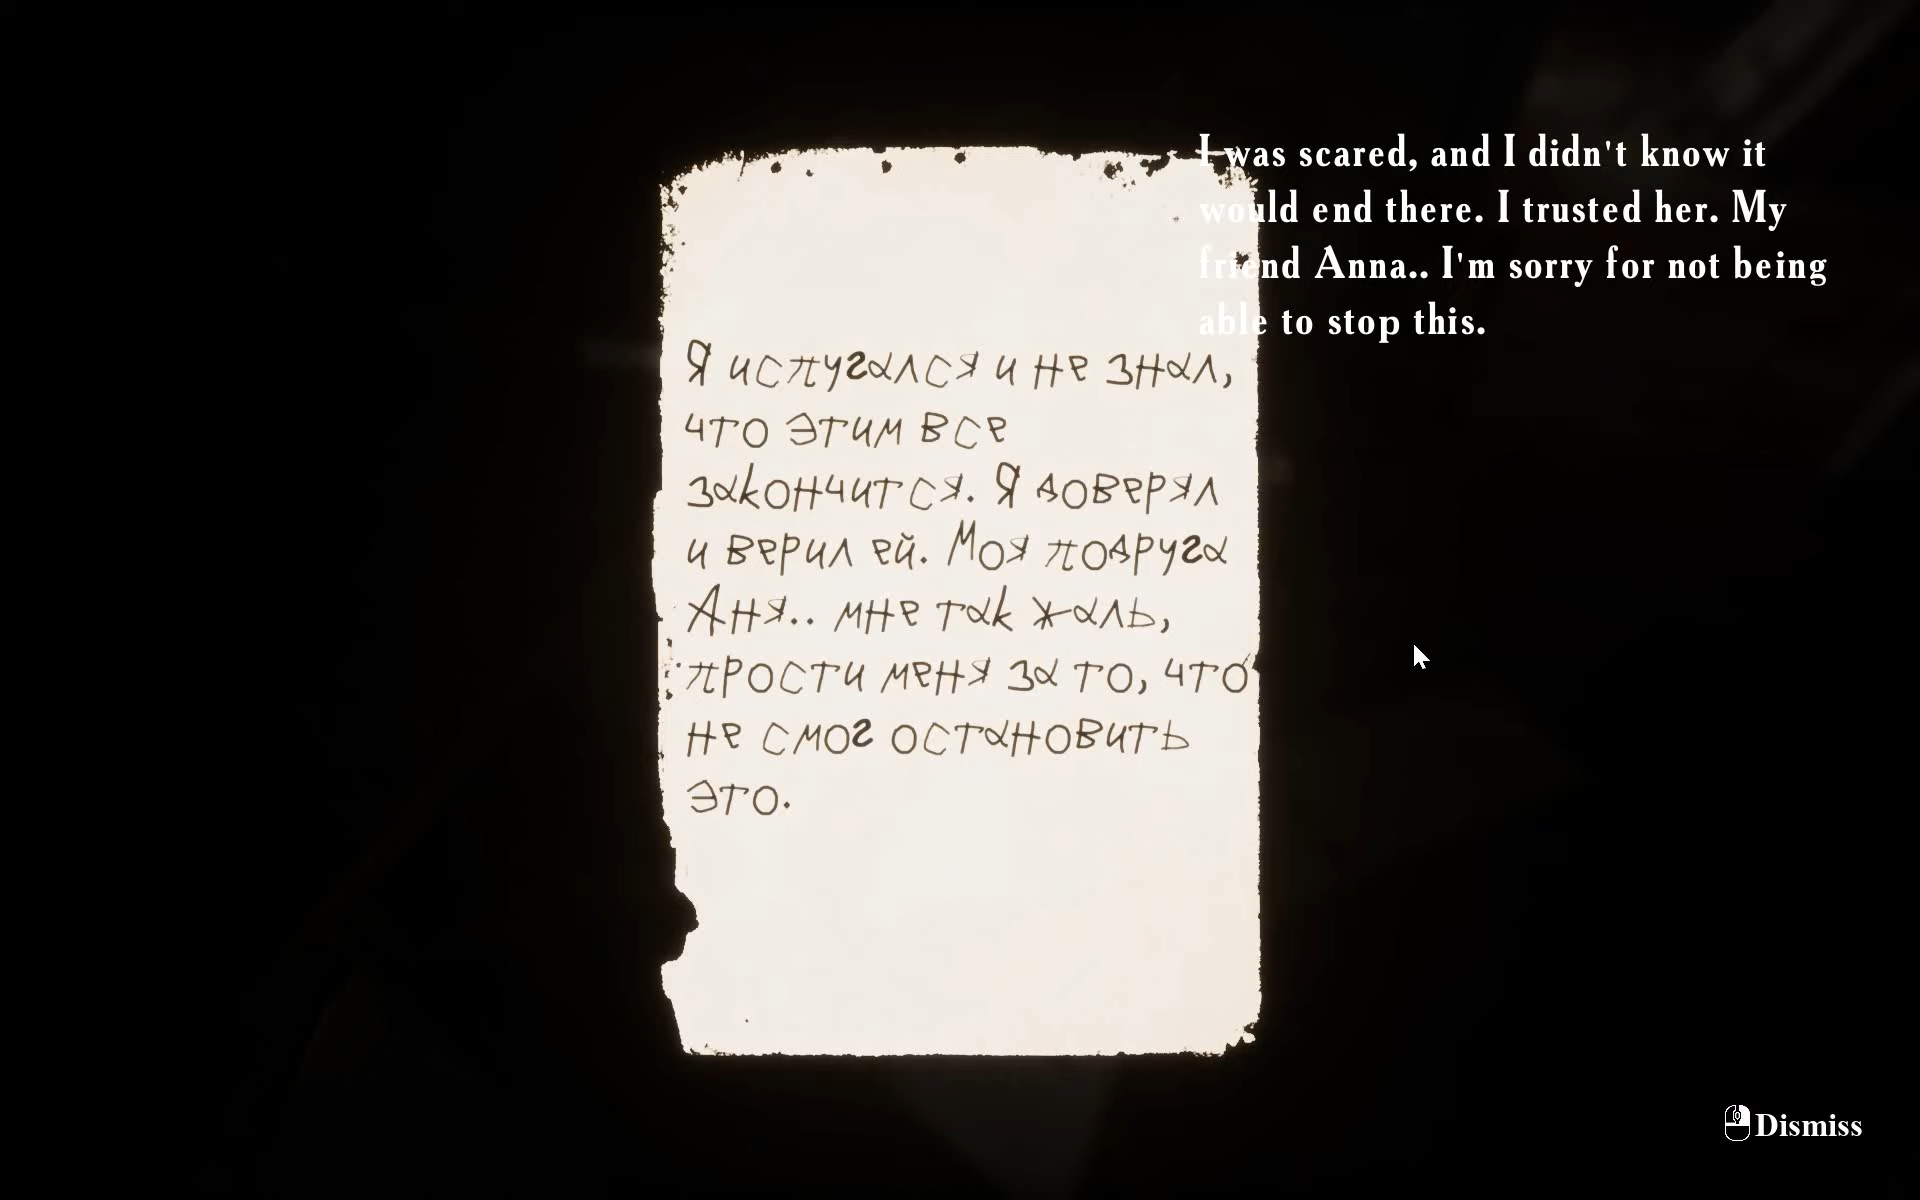 I was scared, and I didn't know it
would end there. I trusted her. My
friend Anna.. I'm sorry for not being
able to stop this.
Я испугался и не знал,
что этим все
закончится. Я доверял
и верил ей. Моя подруга
Аня.. мне так жаль,
прости меня за то, что
не смог остановить
это.
Dismiss